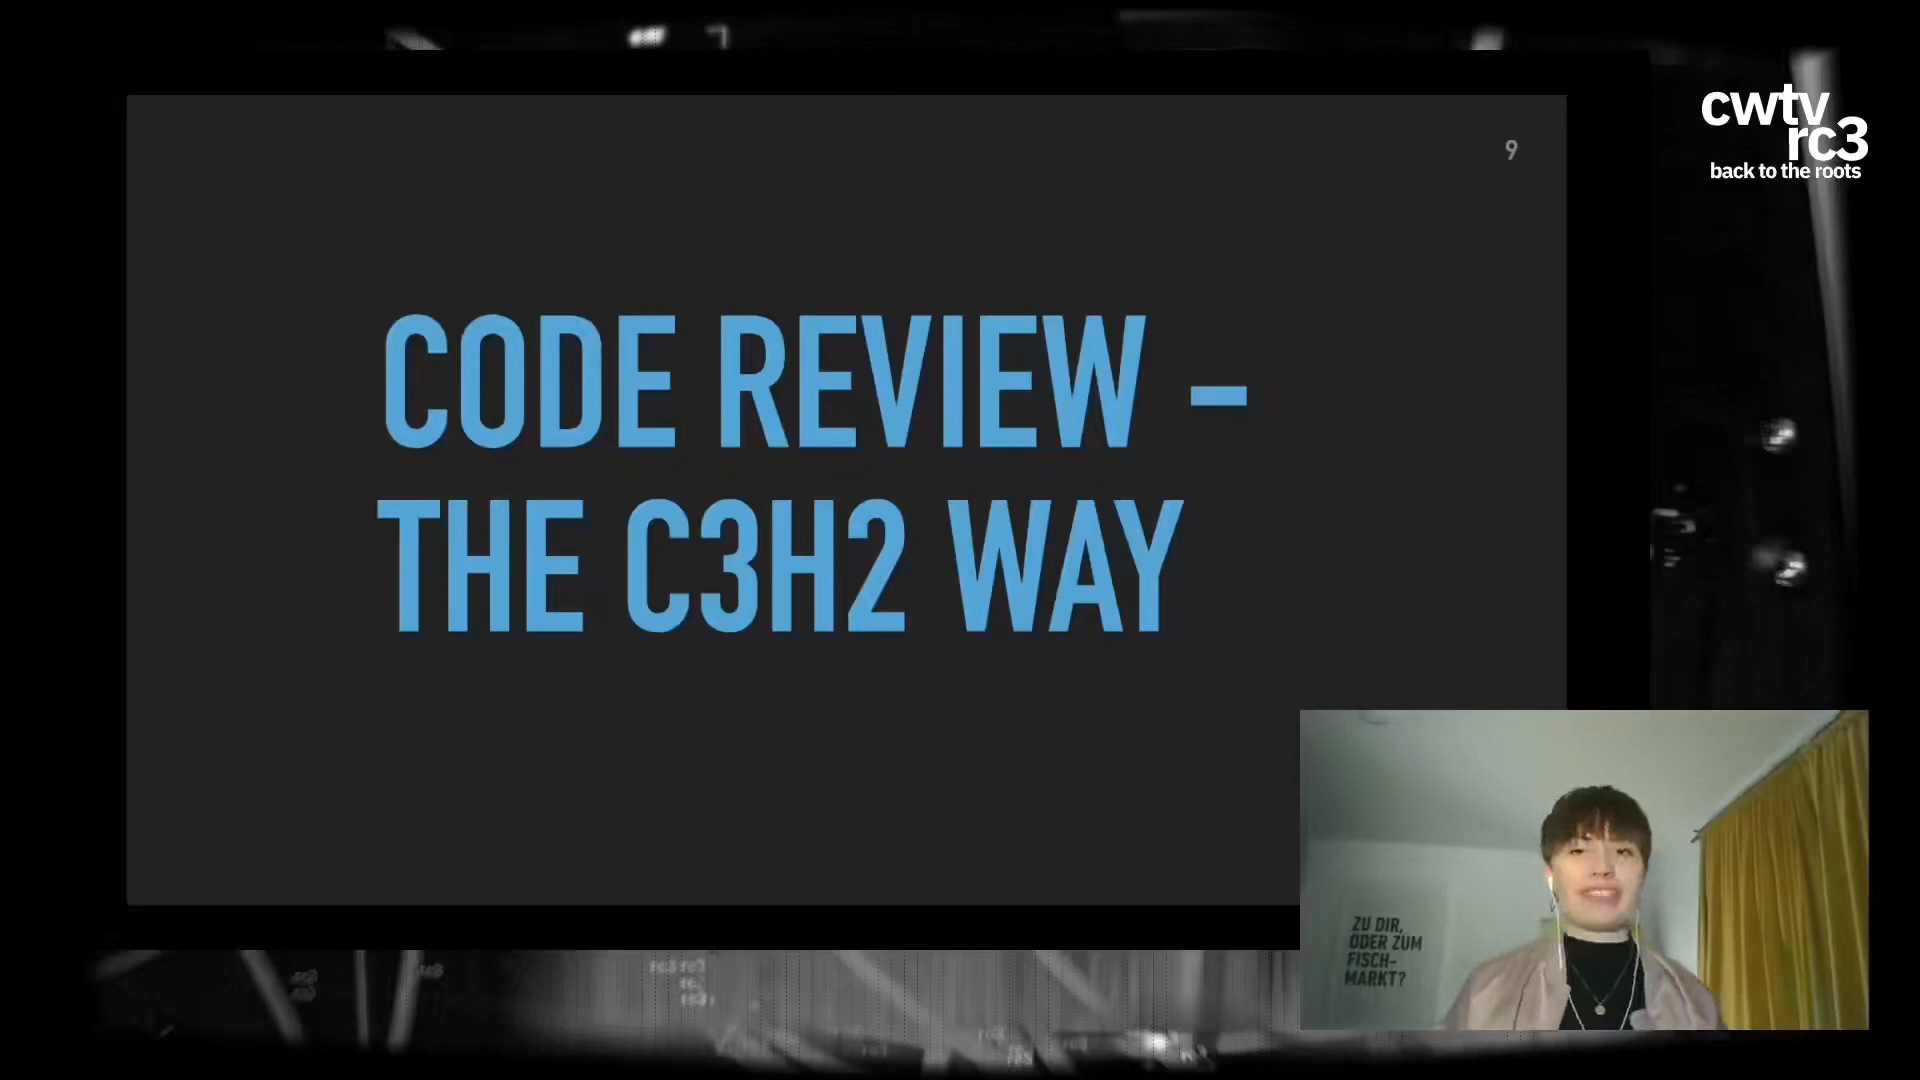 9
cwtv
rc3
back to the roots
CODE REVIEW –
THE C3H2 WAY
ZU DIR,
ODER ZUM
FISCH-
MARKT?